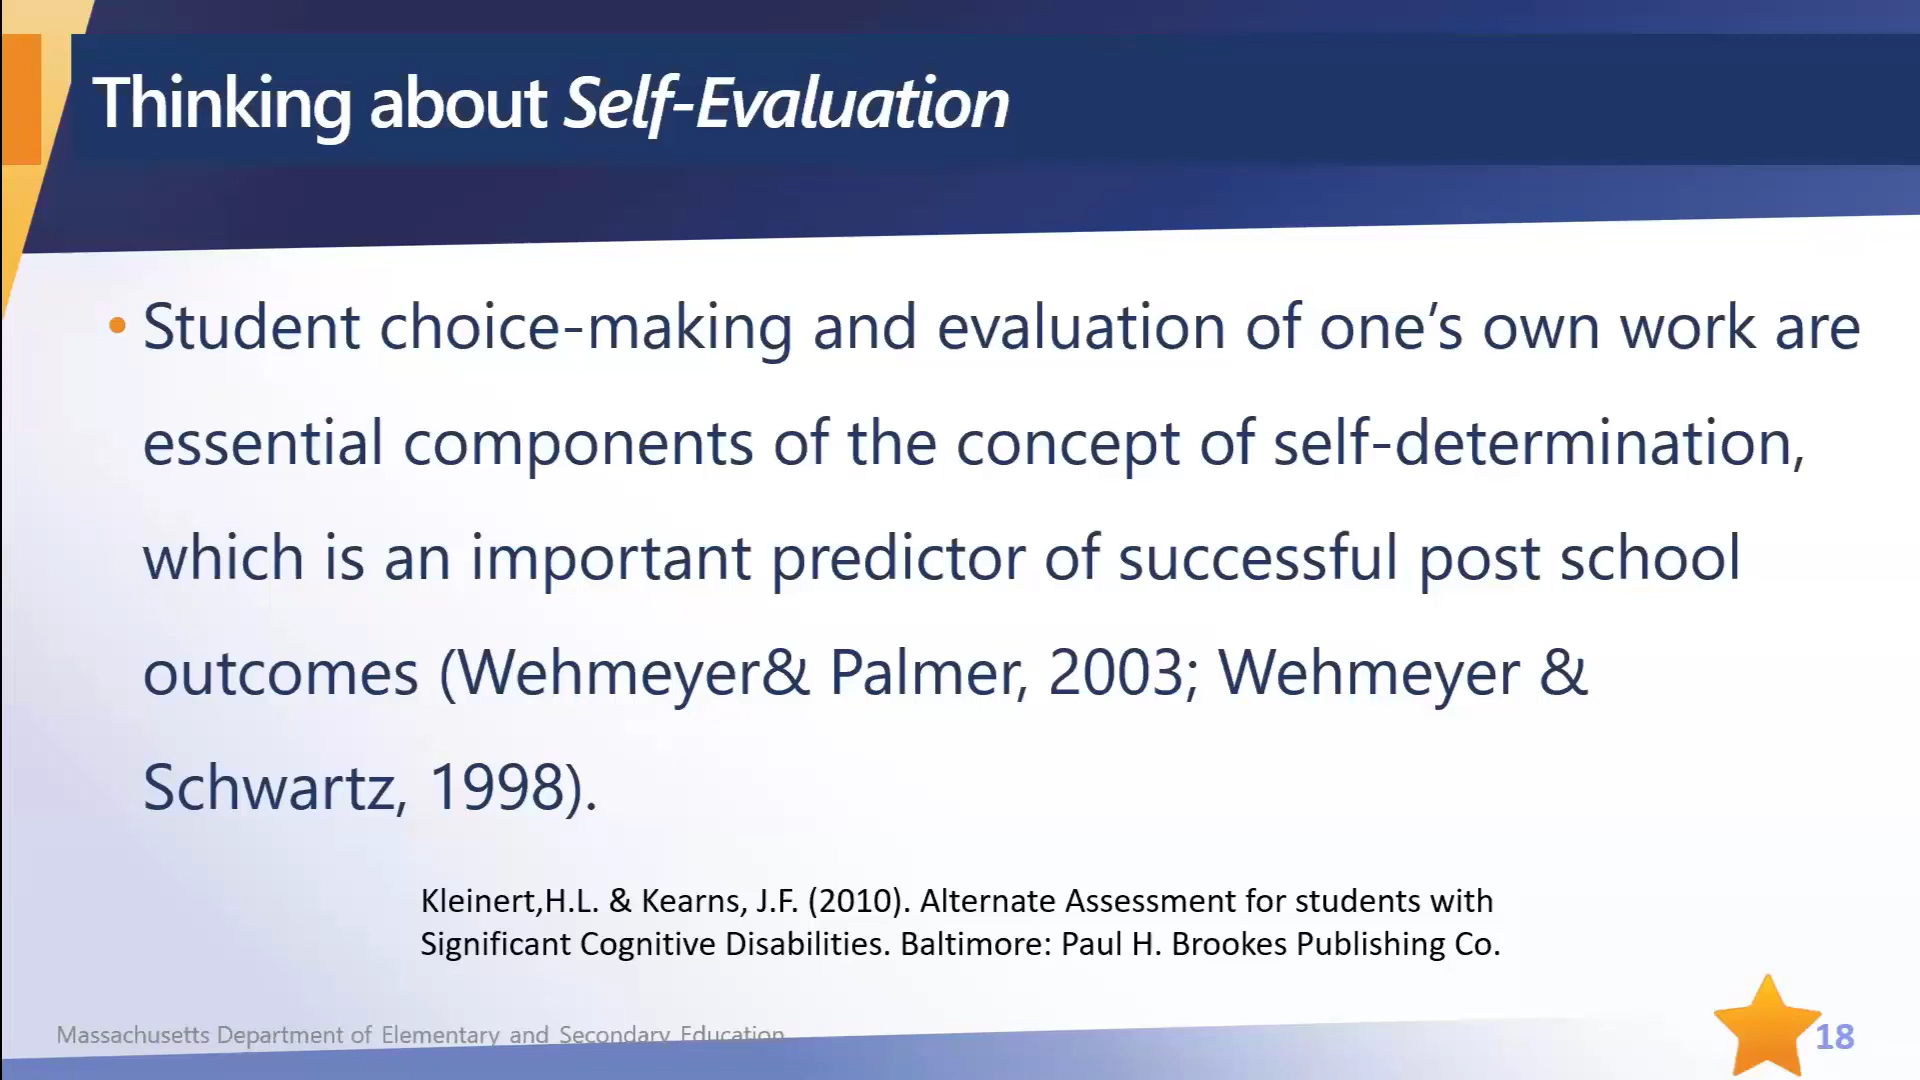 Thinking about Self-Evaluation
• Student choice-making and evaluation of one’s own work are
essential components of the concept of self-determination,
which is an important predictor of successful post school
outcomes (Wehmeyer& Palmer, 2003; Wehmeyer &
Schwartz, 1998).
Kleinert,H.L. & Kearns, J.F. (2010). Alternate Assessment for students with
Significant Cognitive Disabilities. Baltimore: Paul H. Brookes Publishing Co.
Massachusetts Department of Elementary and Secondary Education
18